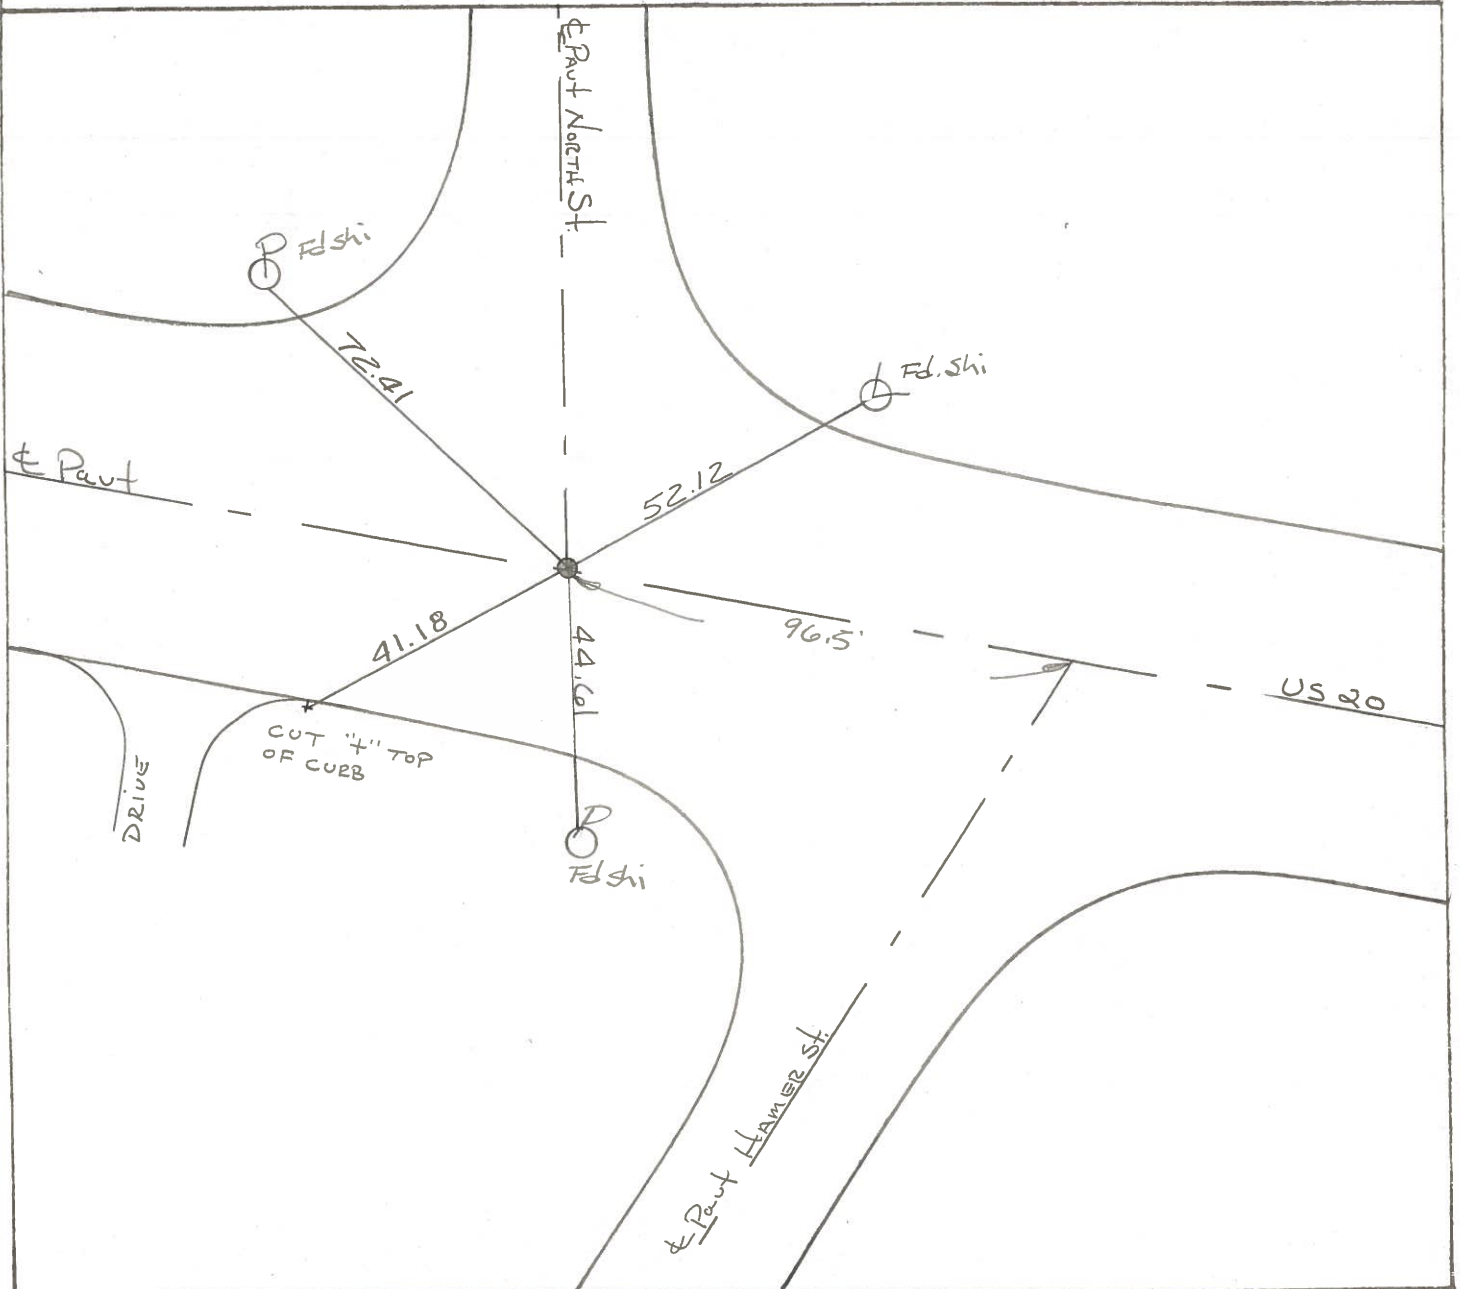 ℄ PAVT NORTH St.
P Fd shi
72.41
L Fd. Shi
52.12
℄ Pavt
41.18
44.61
96.5'
US 20
CUT "+" TOP
OF CURB
DRIVE
P
Fd shi
℄ Pavt HAMER St.